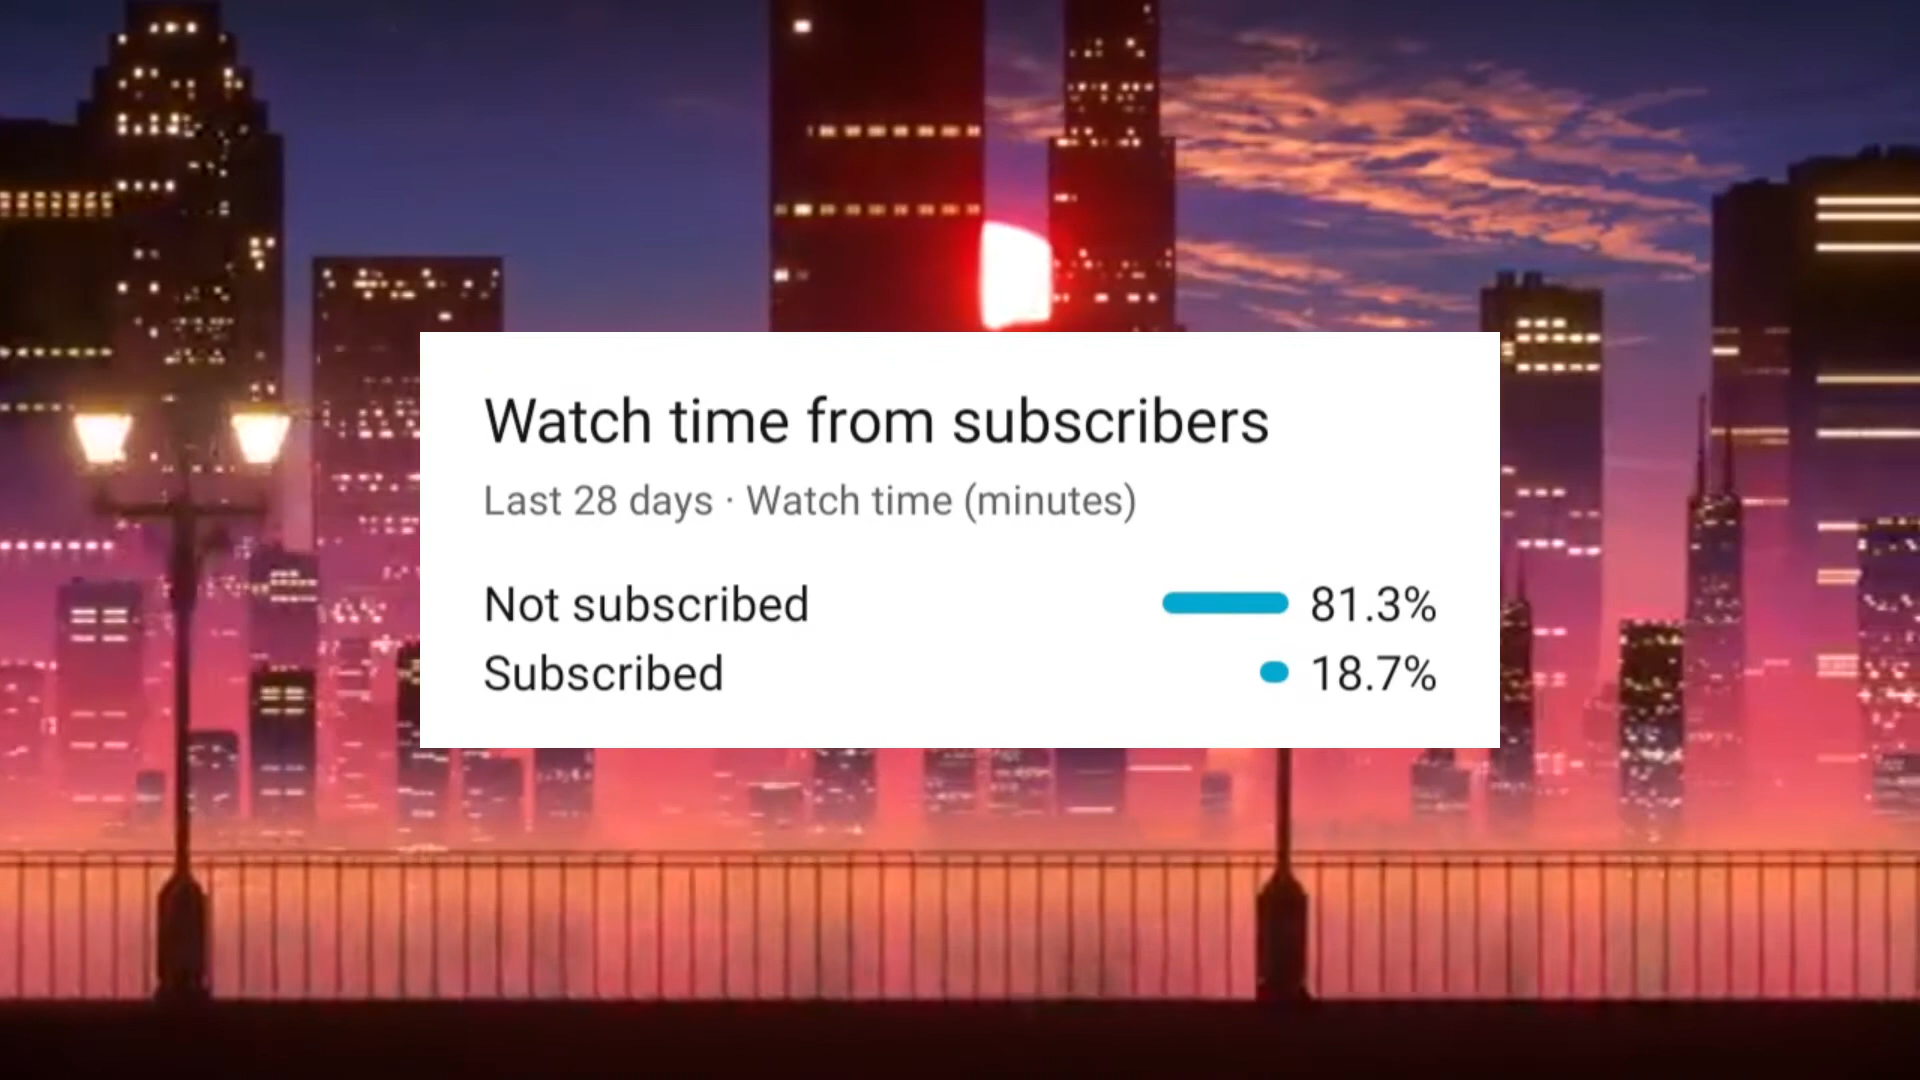 Watch time from subscribers
Last 28 days · Watch time (minutes)
Not subscribed 81.3%
Subscribed 18.7%